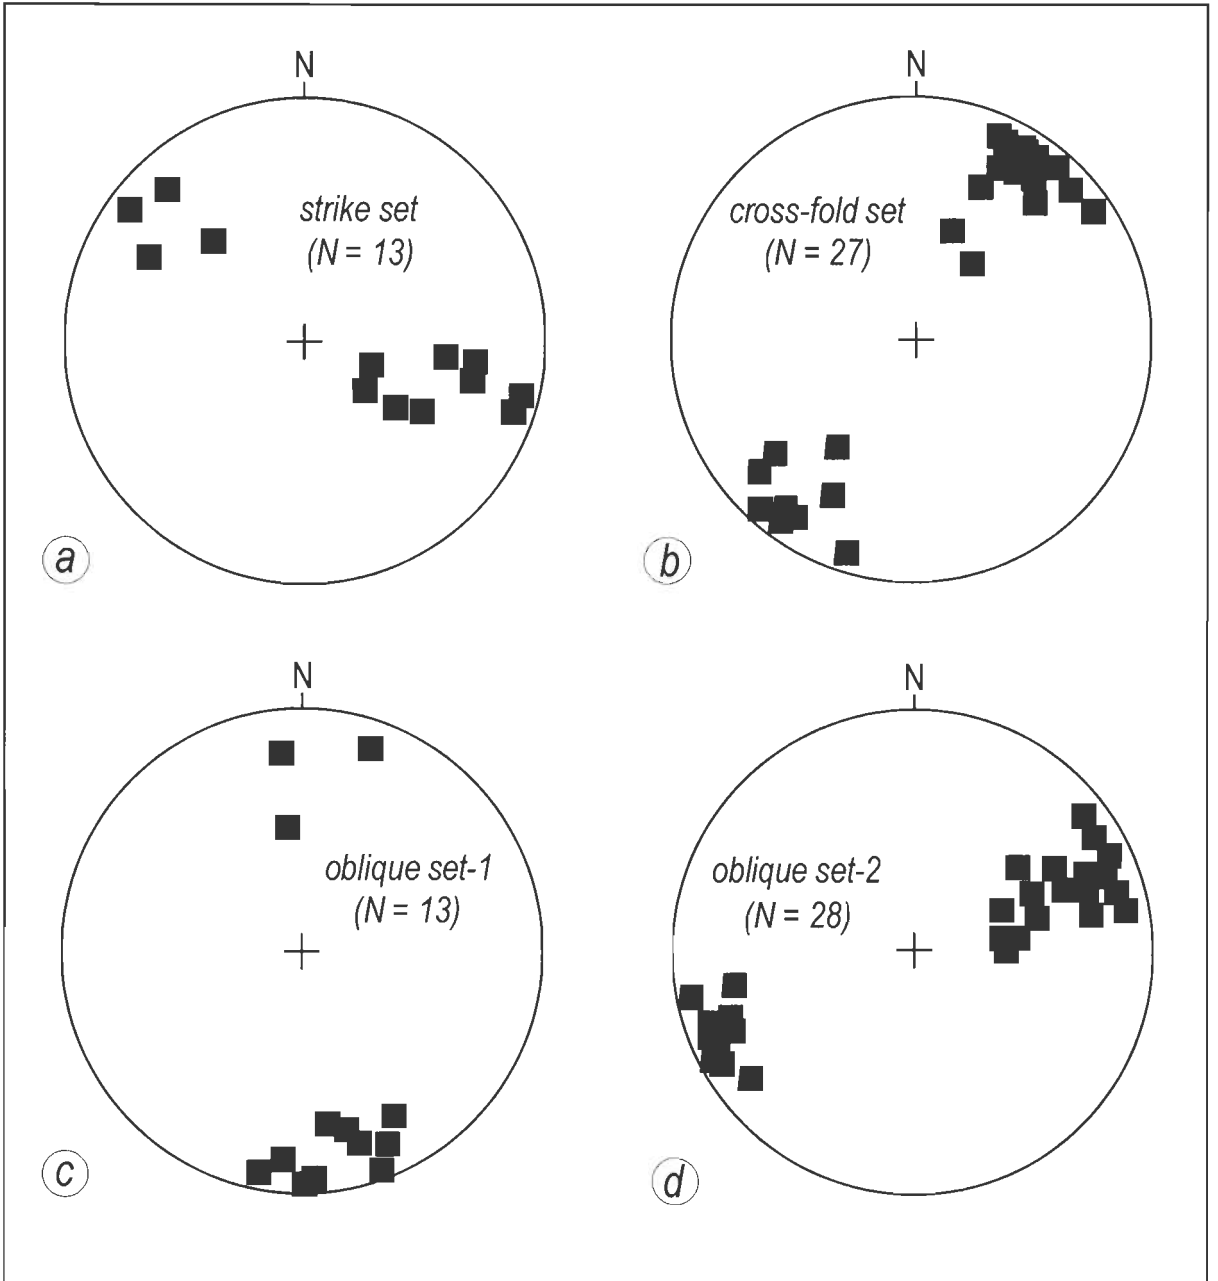 N
strike set
(N = 13)
a
N
cross-fold set
(N = 27)
b
N
oblique set-1
(N = 13)
c
N
oblique set-2
(N = 28)
d